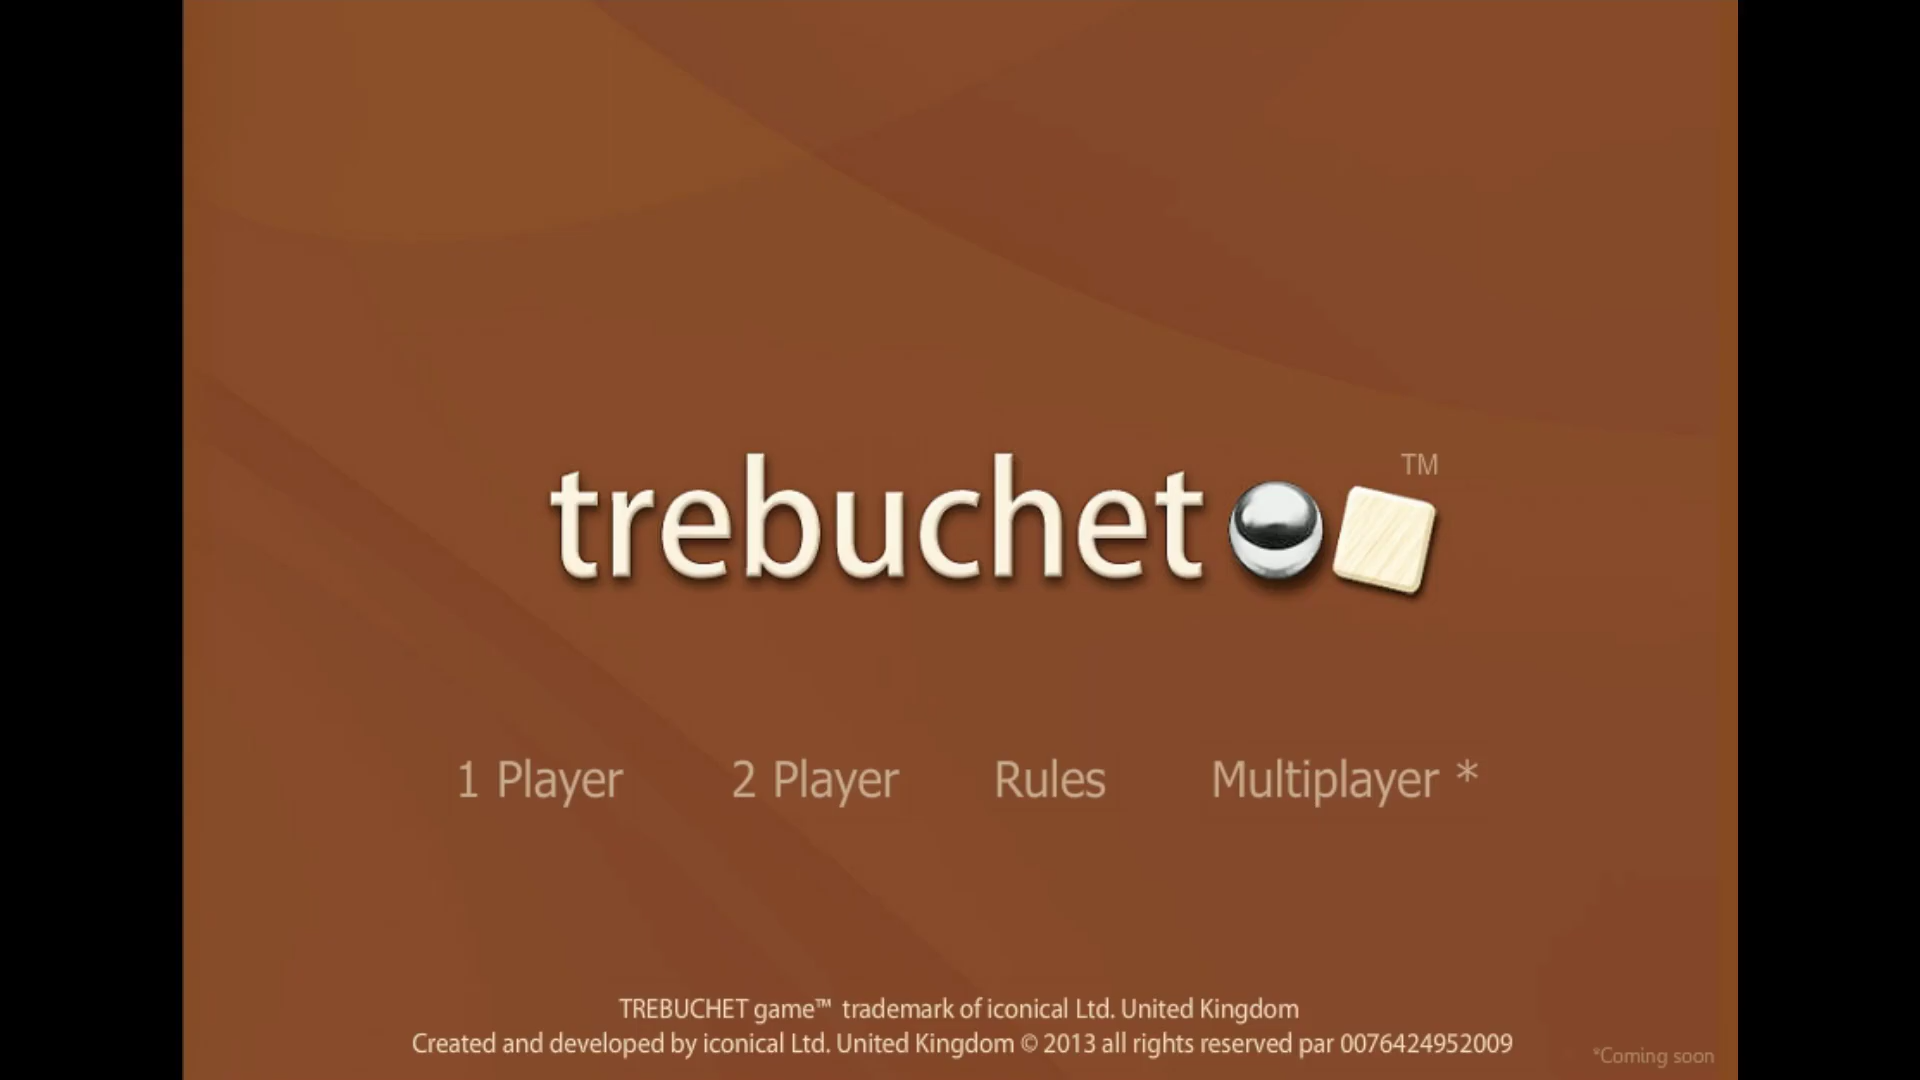 trebuchet ™
1 Player 2 Player Rules Multiplayer *
TREBUCHET game™ trademark of iconical Ltd. United Kingdom
Created and developed by iconical Ltd. United Kingdom © 2013 all rights reserved par 0076424952009
*Coming soon